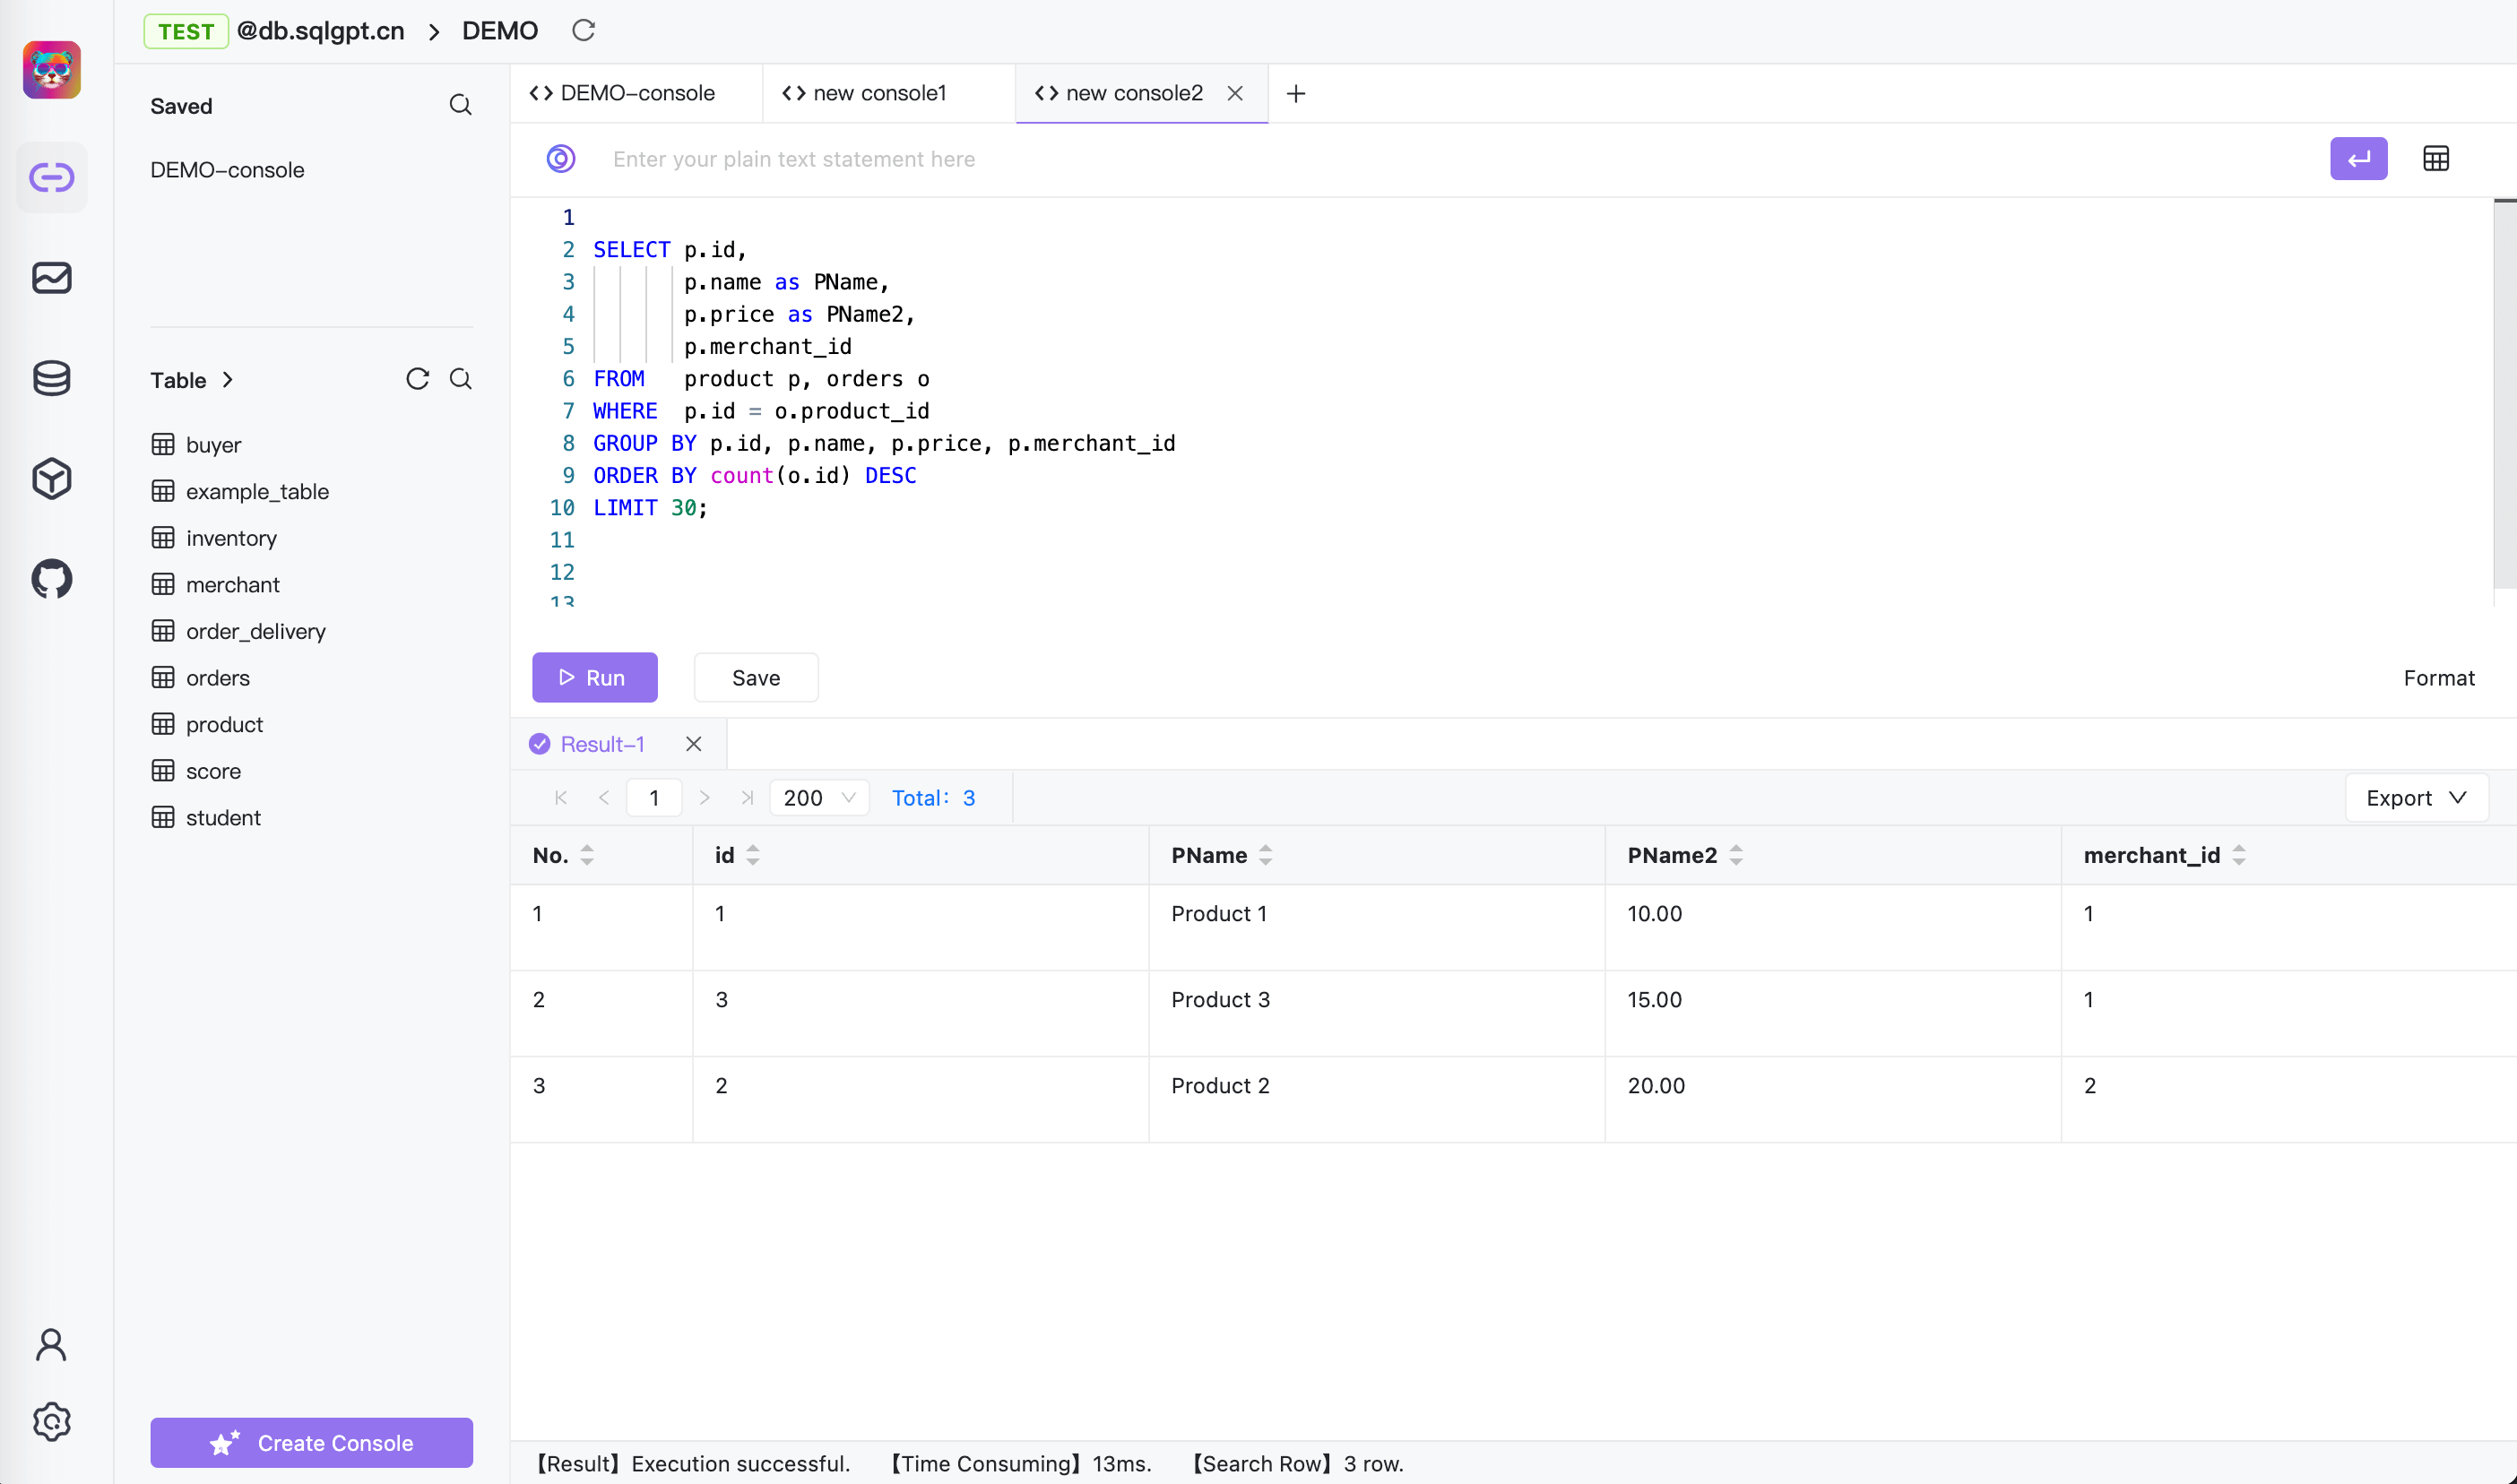 TEST @db.sqlgpt.cn > DEMO
Saved
DEMO-console
Table >
buyer
example_table
inventory
merchant
order_delivery
orders
product
score
student
Create Console
<> DEMO-console <> new console1 <> new console2
Enter your plain text statement here
1
2 SELECT p.id,
3 p.name as PName,
4 p.price as PName2,
5 p.merchant_id
6 FROM product p, orders o
7 WHERE p.id = o.product_id
8 GROUP BY p.id, p.name, p.price, p.merchant_id
9 ORDER BY count(o.id) DESC
10 LIMIT 30;
11
12
13
Run Save Format
Result-1
1 200 Total: 3 Export
No. id PName PName2 merchant_id
1 1 Product 1 10.00 1
2 3 Product 3 15.00 1
3 2 Product 2 20.00 2
【Result】Execution successful. 【Time Consuming】13ms. 【Search Row】3 row.